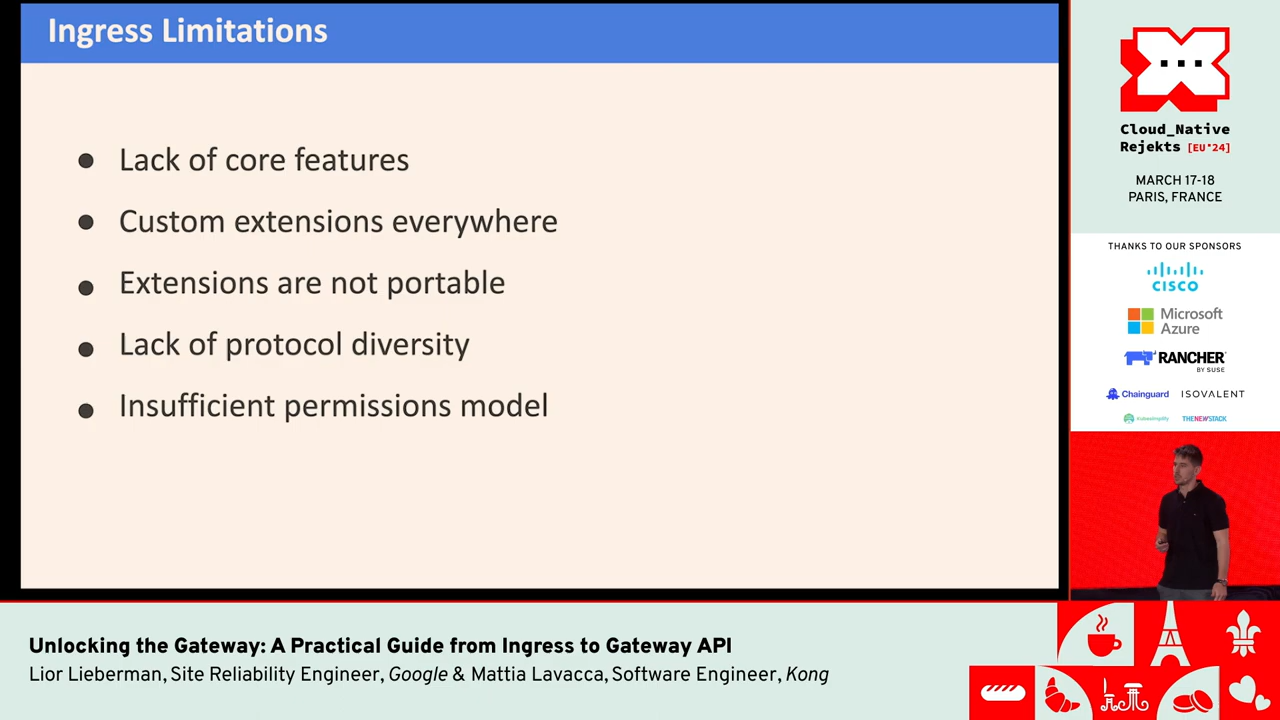 Ingress Limitations
Lack of core features
Custom extensions everywhere
Extensions are not portable
Lack of protocol diversity
Insufficient permissions model
Cloud_Native
Rejekts [EU'24]
MARCH 17-18
PARIS, FRANCE
THANKS TO OUR SPONSORS
CISCO
Microsoft
Azure
RANCHER
BY SUSE
Chainguard ISOVALENT
THENEWSTACK
Unlocking the Gateway: A Practical Guide from Ingress to Gateway API
Lior Lieberman, Site Reliability Engineer, Google & Mattia Lavacca, Software Engineer, Kong